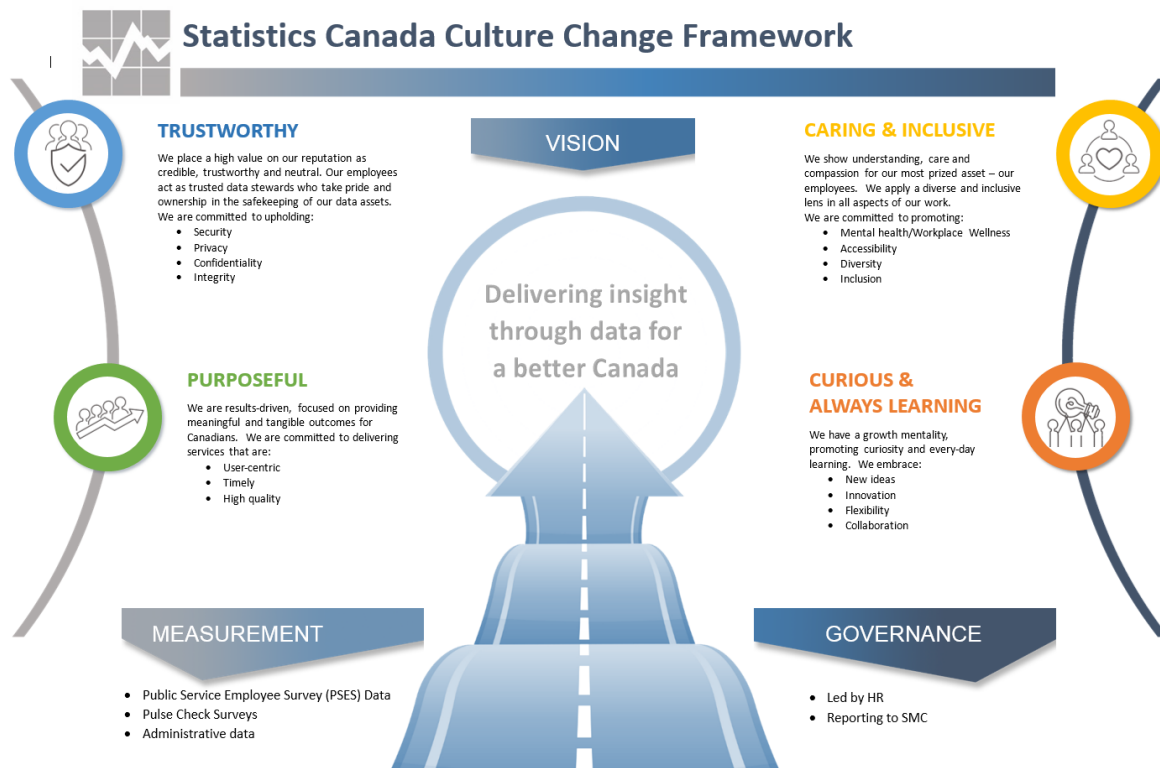 Statistics Canada Culture Change Framework
TRUSTWORTHY
We place a high value on our reputation as
credible, trustworthy and neutral. Our employees
act as trusted data stewards who take pride and
ownership in the safekeeping of our data assets.
We are committed to upholding:
• Security
• Privacy
• Confidentiality
• Integrity
VISION
Delivering insight
through data for
a better Canada
CARING & INCLUSIVE
We show understanding, care and
compassion for our most prized asset – our
employees. We apply a diverse and inclusive
lens in all aspects of our work.
We are committed to promoting:
• Mental health/Workplace Wellness
• Accessibility
• Diversity
• Inclusion
PURPOSEFUL
We are results-driven, focused on providing
meaningful and tangible outcomes for
Canadians. We are committed to delivering
services that are:
• User-centric
• Timely
• High quality
CURIOUS &
ALWAYS LEARNING
We have a growth mentality,
promoting curiosity and every-day
learning. We embrace:
• New ideas
• Innovation
• Flexibility
• Collaboration
MEASUREMENT
• Public Service Employee Survey (PSES) Data
• Pulse Check Surveys
• Administrative data
GOVERNANCE
• Led by HR
• Reporting to SMC